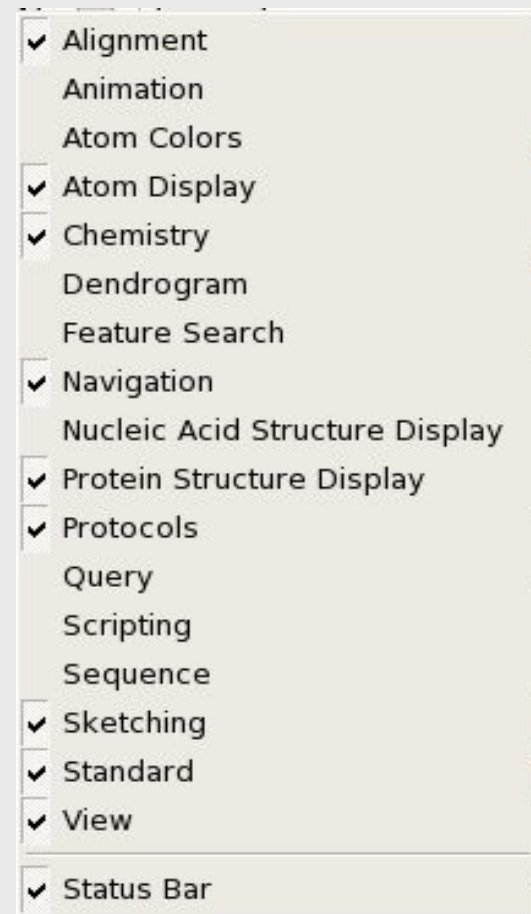 Alignment
Animation
Atom Colors
Atom Display
Chemistry
Dendrogram
Feature Search
Navigation
Nucleic Acid Structure Display
Protein Structure Display
Protocols
Query
Scripting
Sequence
Sketching
Standard
View
Status Bar